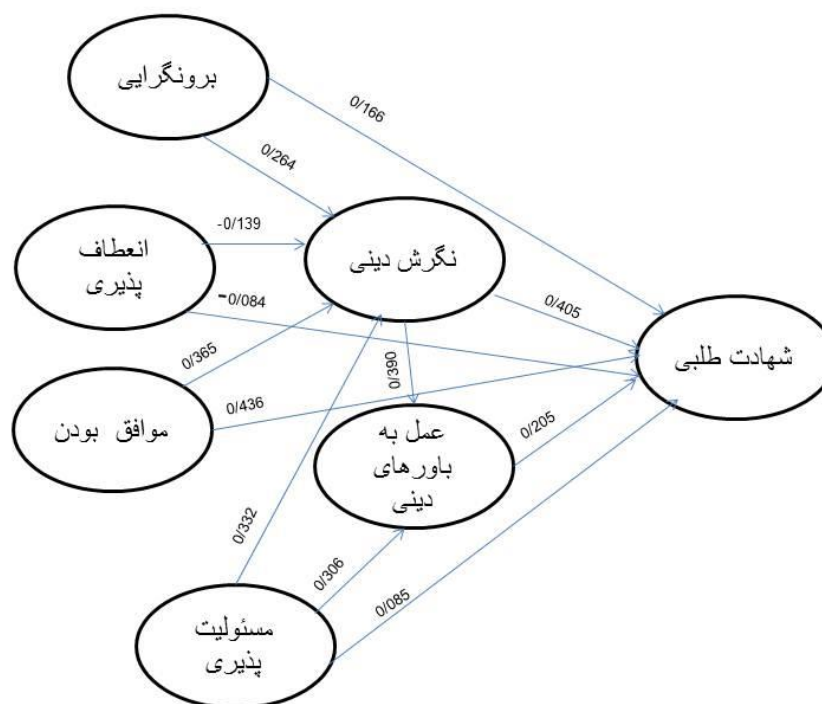 برونگرایی
0/166
0/264
انعطاف
پذیری
-0/139
نگرش دینی
-0/084
0/405
شهادت طلبی
0/365
0/390
موافق بودن
0/436
عمل به
باورهای
دینی
0/205
0/332
0/306
0/085
مسئولیت
پذیری